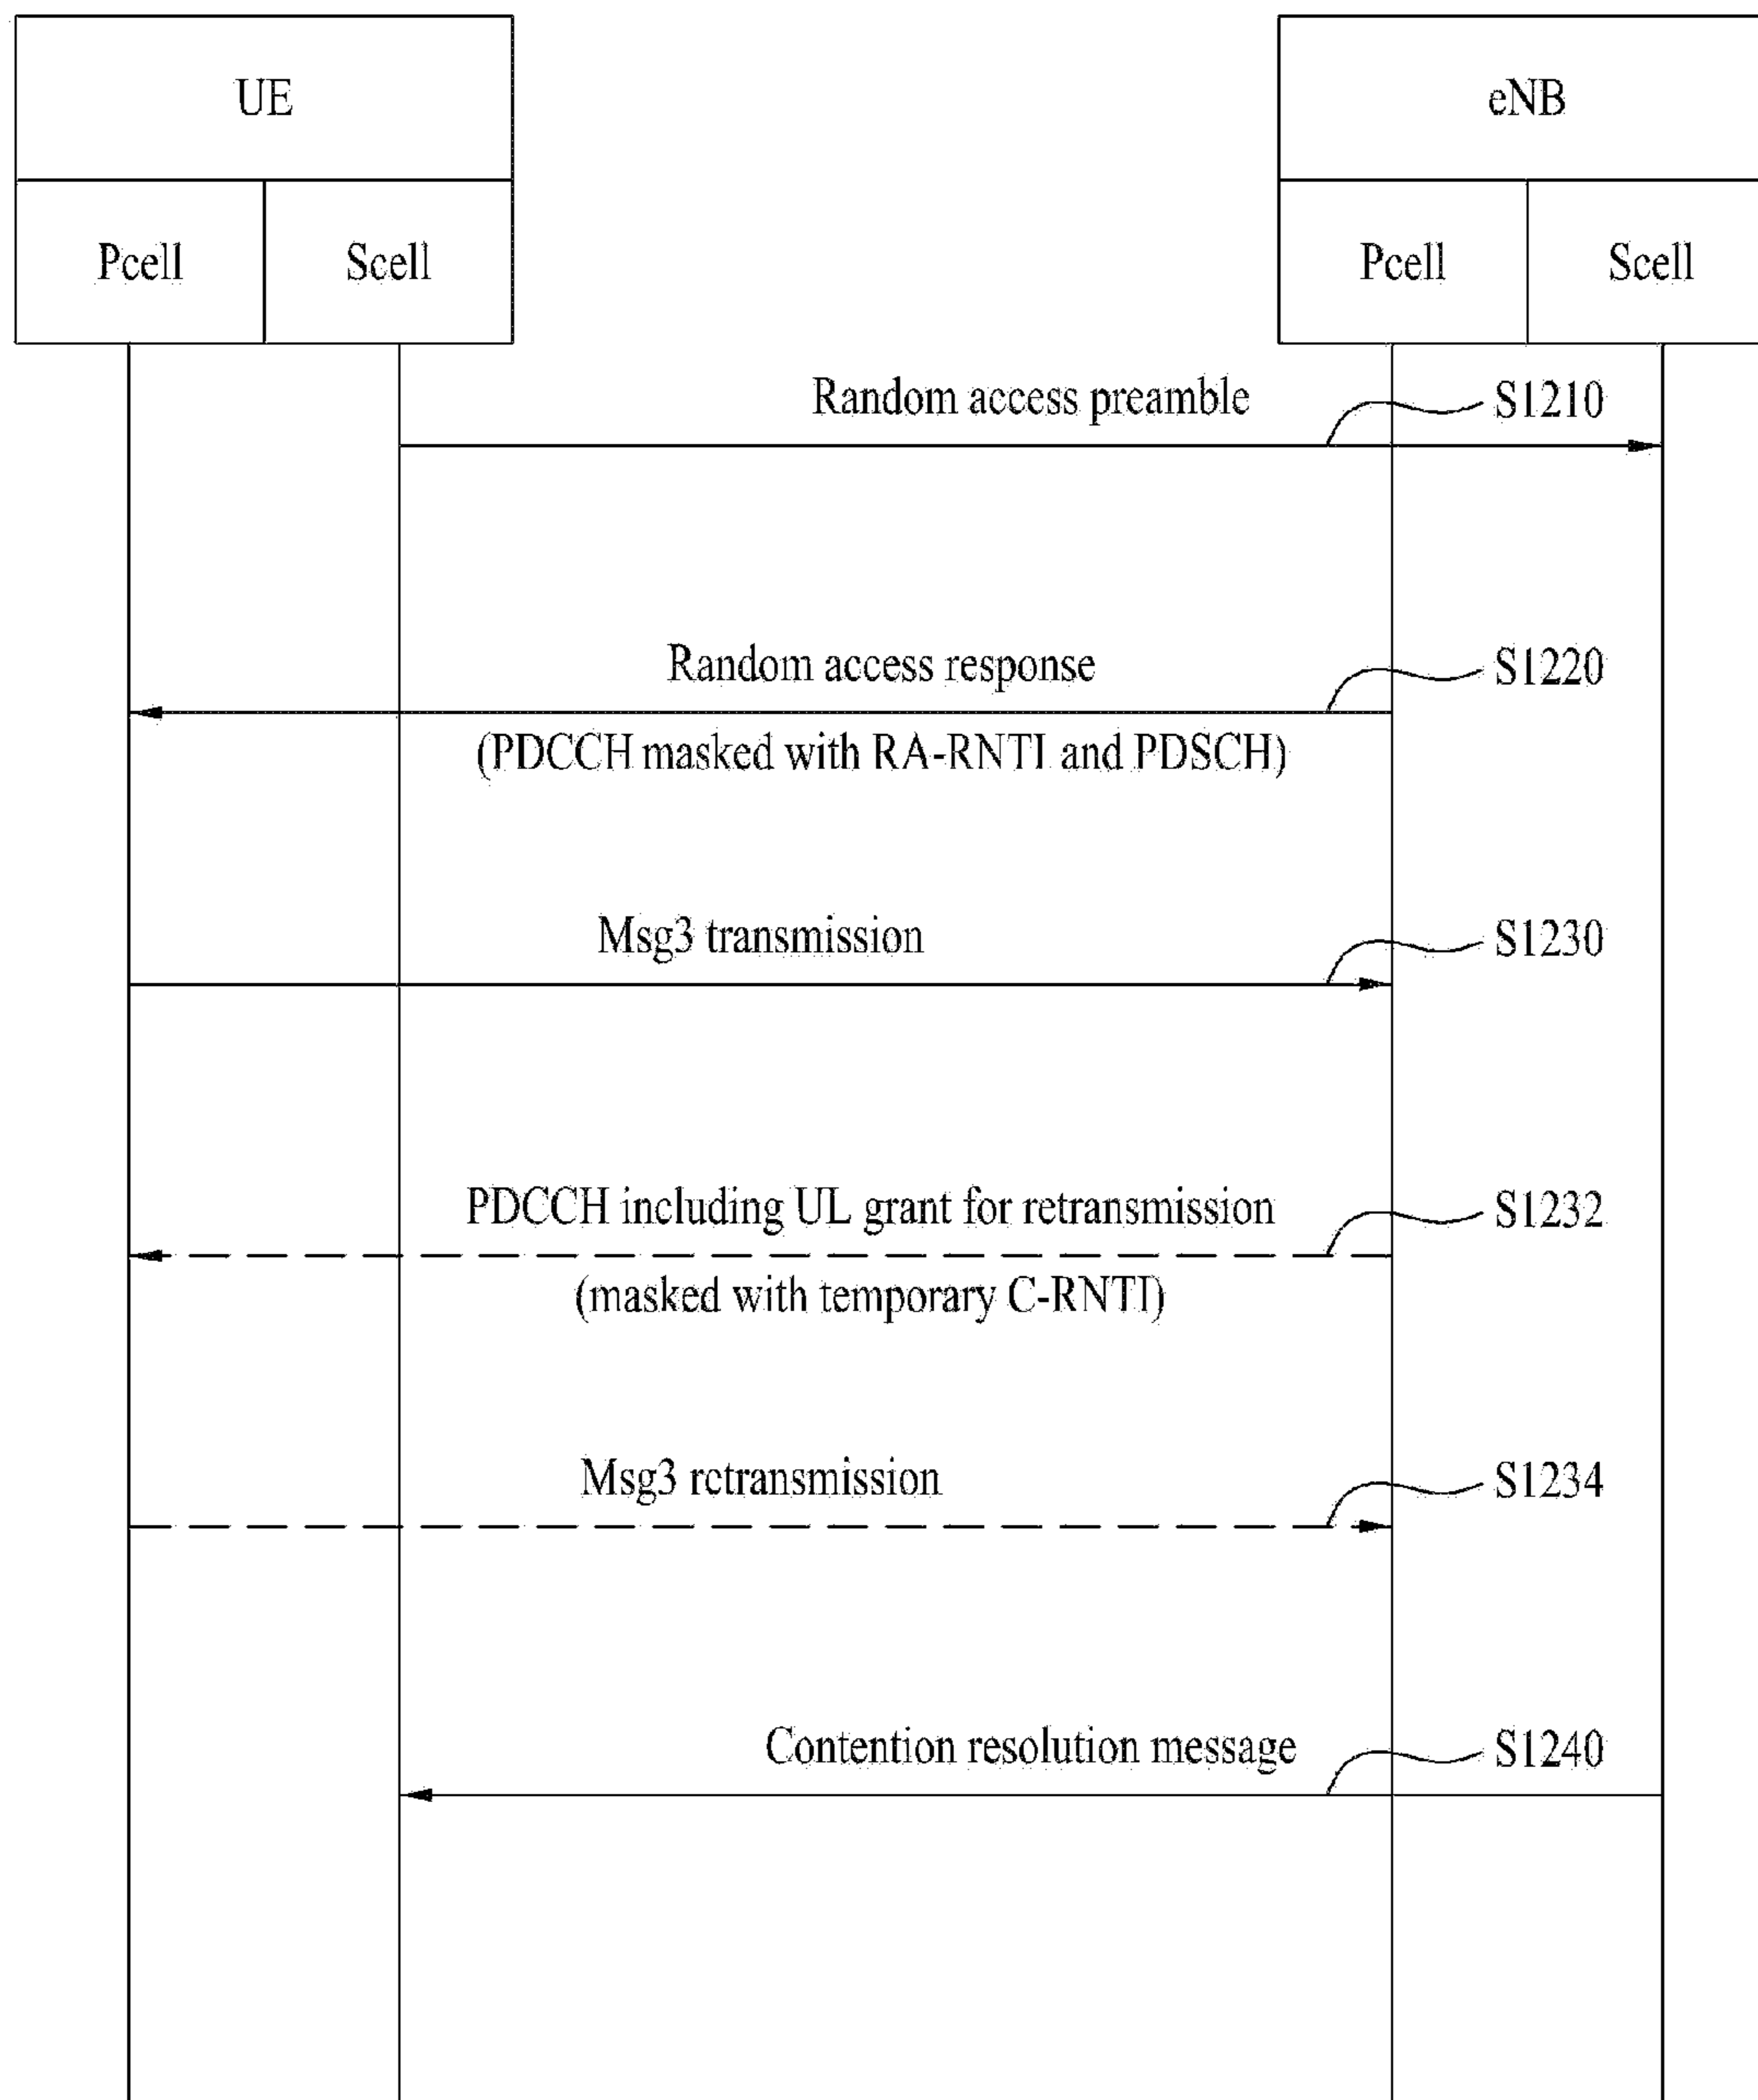 UE
eNB
Pcell
Scell
Pcell
Scell
Random access preamble
S1210
Random access response
S1220
(PDCCH masked with RA-RNTI and PDSCH)
Msg3 transmission
S1230
PDCCH including UL grant for retransmission
S1232
(masked with temporary C-RNTI)
Msg3 retransmission
S1234
Contention resolution message
S1240